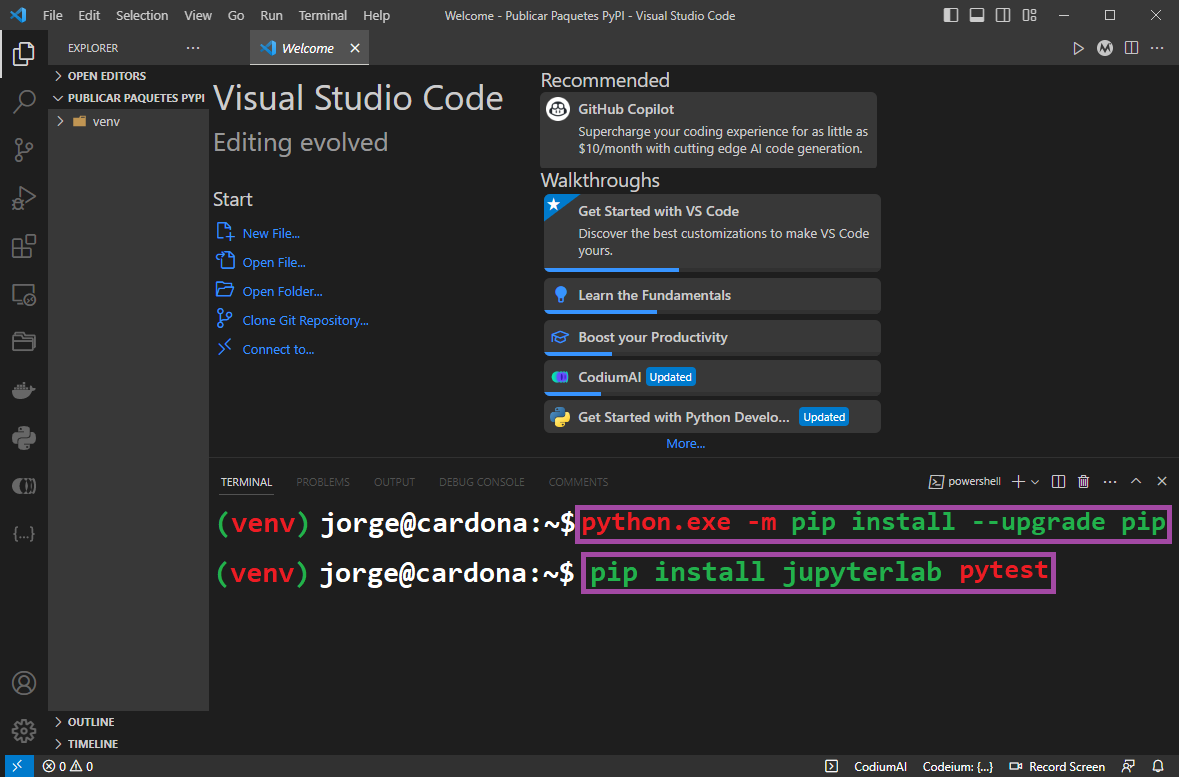 File Edit Selection View Go Run Terminal Help Welcome - Publicar Paquetes PyPI - Visual Studio Code
EXPLORER ···
Welcome
OPEN EDITORS
PUBLICAR PAQUETES PYPI
venv
Visual Studio Code
Editing evolved
Start
New File...
Open File...
Open Folder...
Clone Git Repository...
Connect to...
Recommended
GitHub Copilot
Supercharge your coding experience for as little as
$10/month with cutting edge AI code generation.
Walkthroughs
Get Started with VS Code
Discover the best customizations to make VS Code
yours.
Learn the Fundamentals
Boost your Productivity
CodiumAI Updated
Get Started with Python Develo... Updated
More...
TERMINAL PROBLEMS OUTPUT DEBUG CONSOLE COMMENTS powershell
(venv) jorge@cardona:~$ python.exe -m pip install --upgrade pip
(venv) jorge@cardona:~$ pip install jupyterlab pytest
OUTLINE
TIMELINE
0 0 CodiumAI Codeium: {...} Record Screen